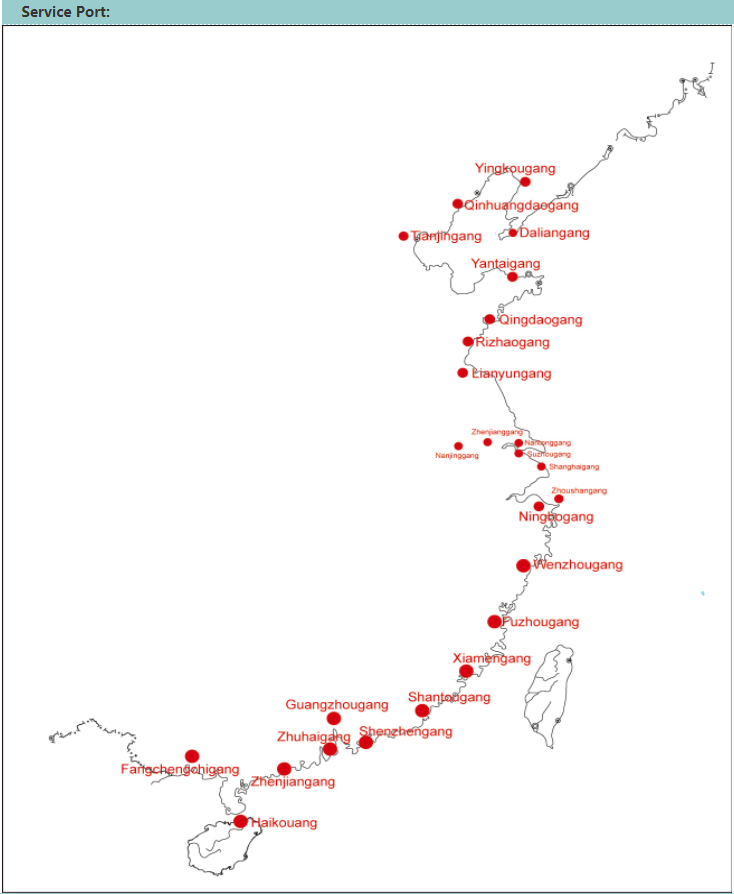 Service Port:
Yingkougang
Qinhuangdaogang
Daliangang
Tianjingang
Yantaigang
Qingdaogang
Rizhaogang
Lianyungang
Zhenjianggang
Nantonggang
Nanjinggang
Suzhougang
Shanghaigang
Zhoushangang
Ningbogang
Wenzhougang
Fuzhougang
Xiamengang
Shantougang
Guangzhougang
Shenzhengang
Zhuhaigang
Fangchengchigang
Zhenjiangang
Haikouang